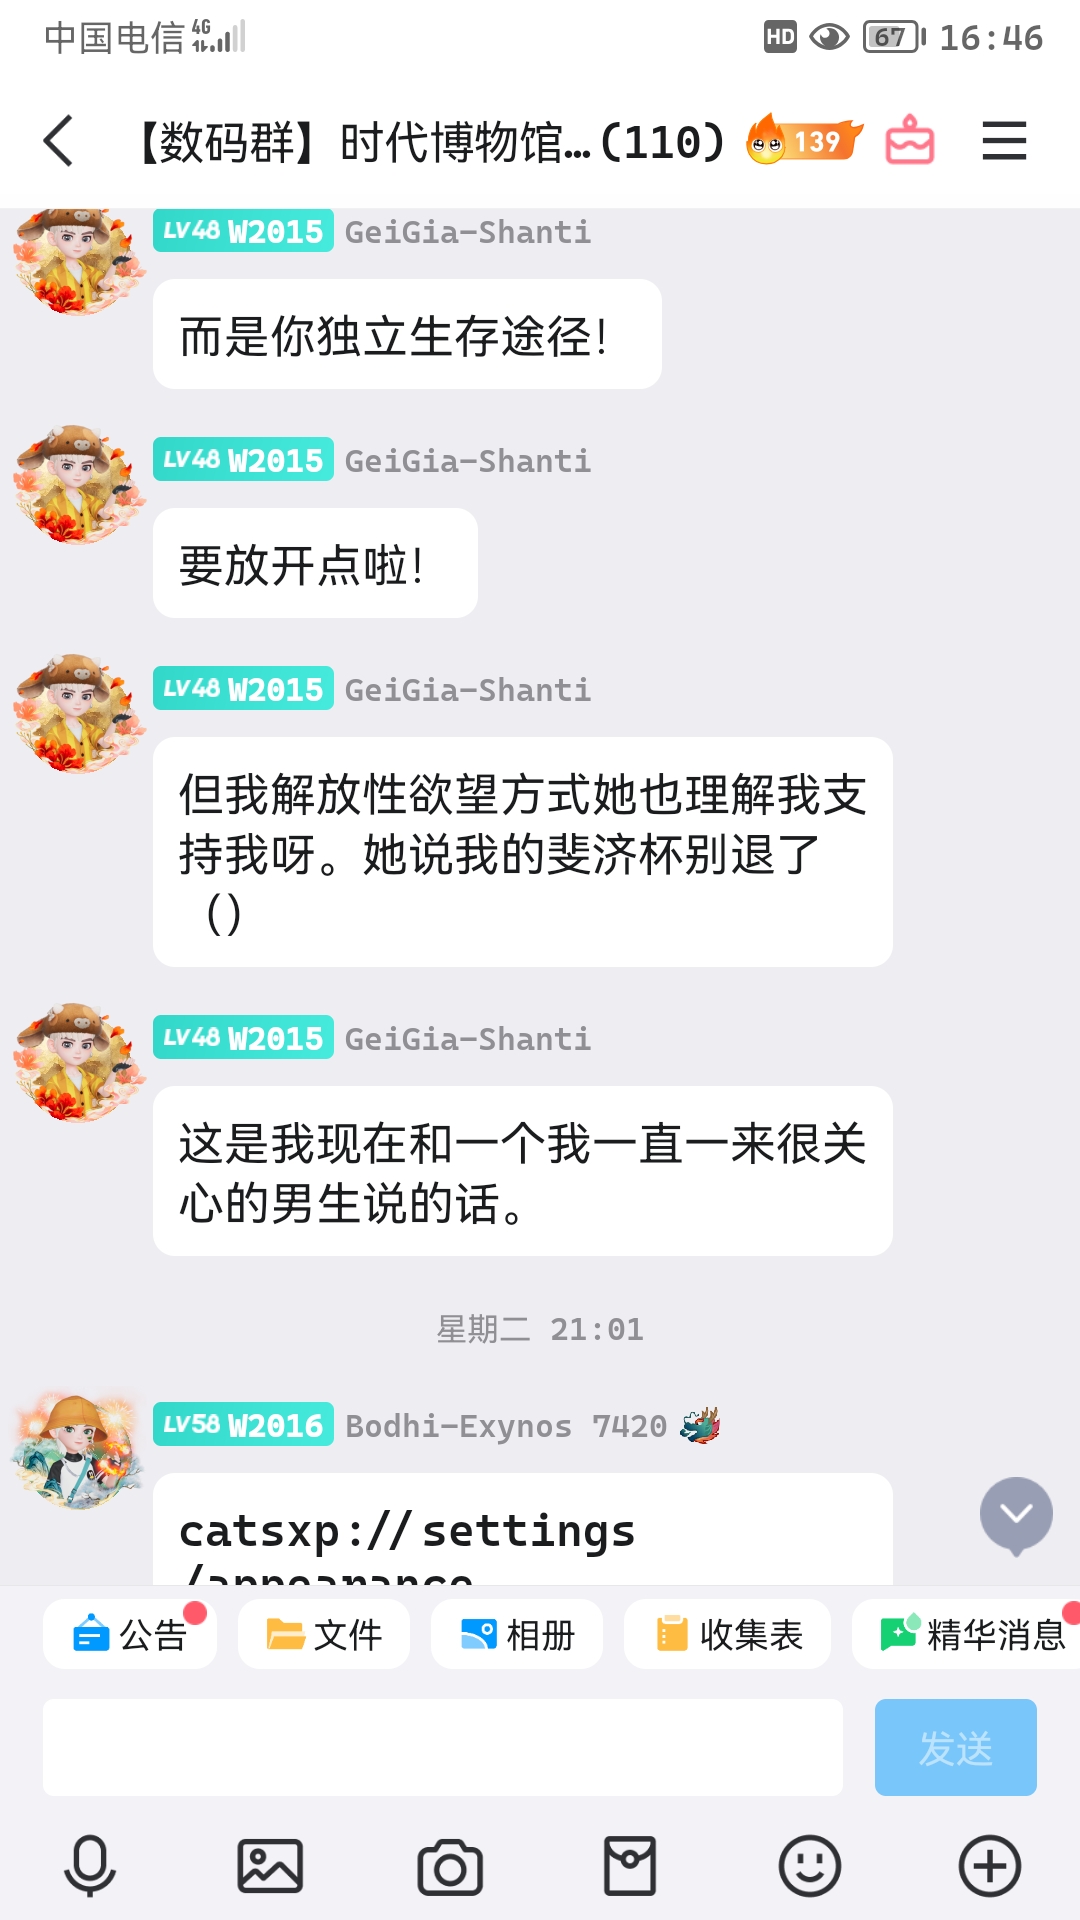 中国电信 4G HD 67 16:46
【数码群】时代博物馆...(110) 139
LV48 W2015 GeiGia-Shanti
而是你独立生存途径！
LV48 W2015 GeiGia-Shanti
要放开点啦！
LV48 W2015 GeiGia-Shanti
但我解放性欲望方式她也理解我支
持我呀。她说我的斐济杯别退了
（）
LV48 W2015 GeiGia-Shanti
这是我现在和一个我一直一来很关
心的男生说的话。
星期二 21:01
LV58 W2016 Bodhi-Exynos 7420
catsxp://settings
/appearance
公告 文件 相册 收集表 精华消息
发送